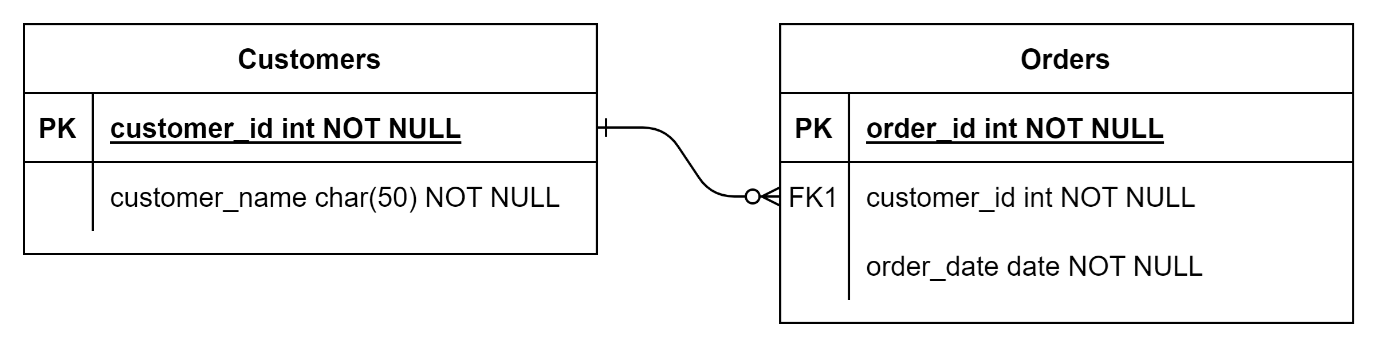 Customers
PK customer_id int NOT NULL
customer_name char(50) NOT NULL
Orders
PK order_id int NOT NULL
FK1 customer_id int NOT NULL
order_date date NOT NULL